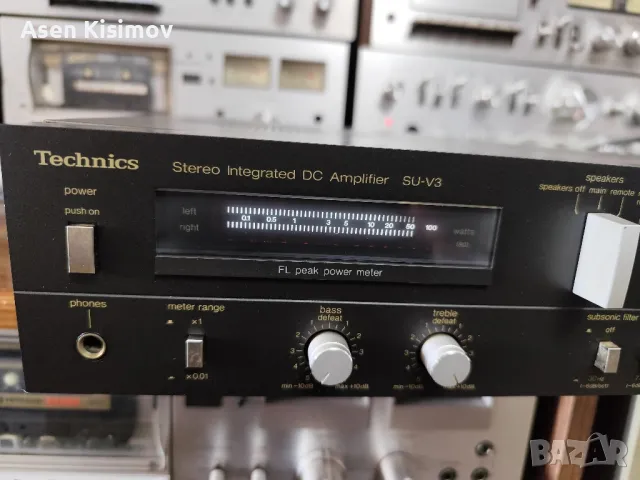 Asen Kisimov
Technics
Stereo Integrated DC Amplifier SU-V3
speakers
speakers off main remote
power
push on
left
0.1 0.5 1 3 5 10 20 50 100
right
watts
FL peak power meter
phones
meter range
×1
×0.01
bass
defeat
min -10dB max +10dB
treble
defeat
min -10dB max +10dB
subsonic filter
off
BAZAR